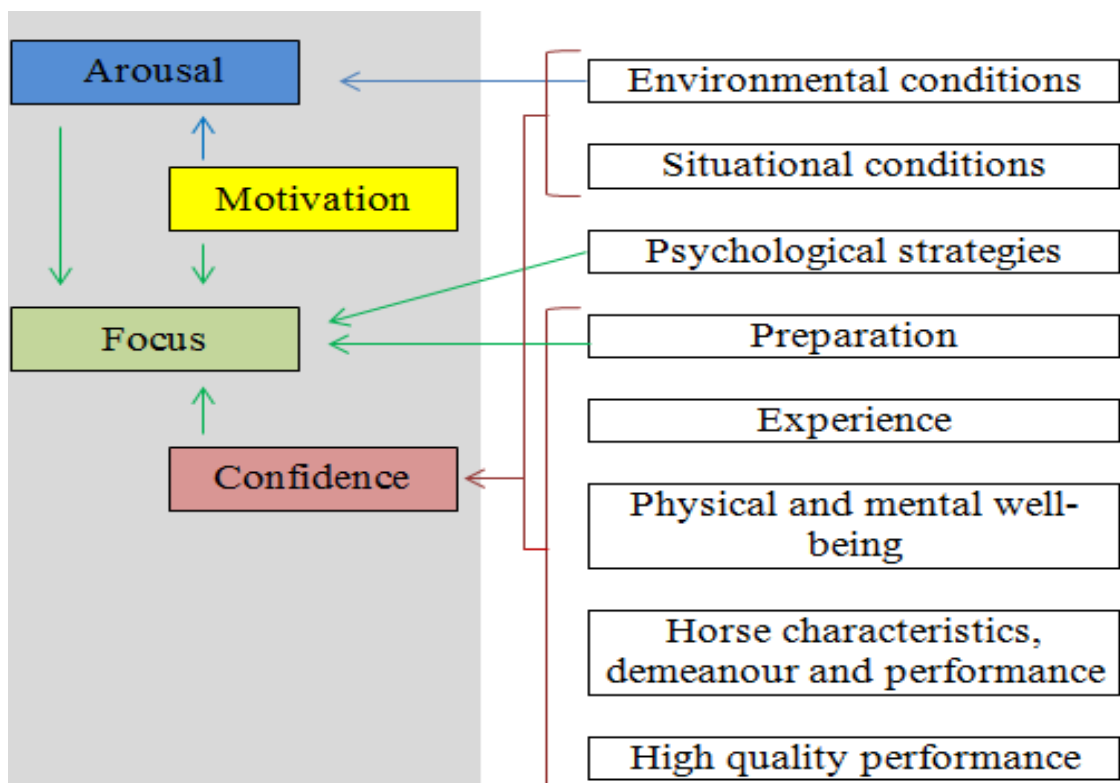 Arousal
Motivation
Focus
Confidence
Environmental conditions
Situational conditions
Psychological strategies
Preparation
Experience
Physical and mental well-
being
Horse characteristics,
demeanour and performance
High quality performance